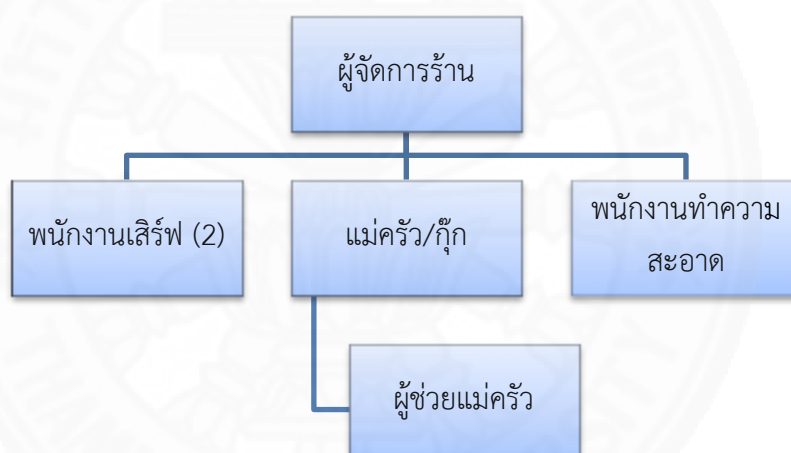 ผู้จัดการร้าน
พนักงานเสิร์ฟ (2)
แม่ครัว/กุ๊ก
พนักงานทำความ
สะอาด
ผู้ช่วยแม่ครัว